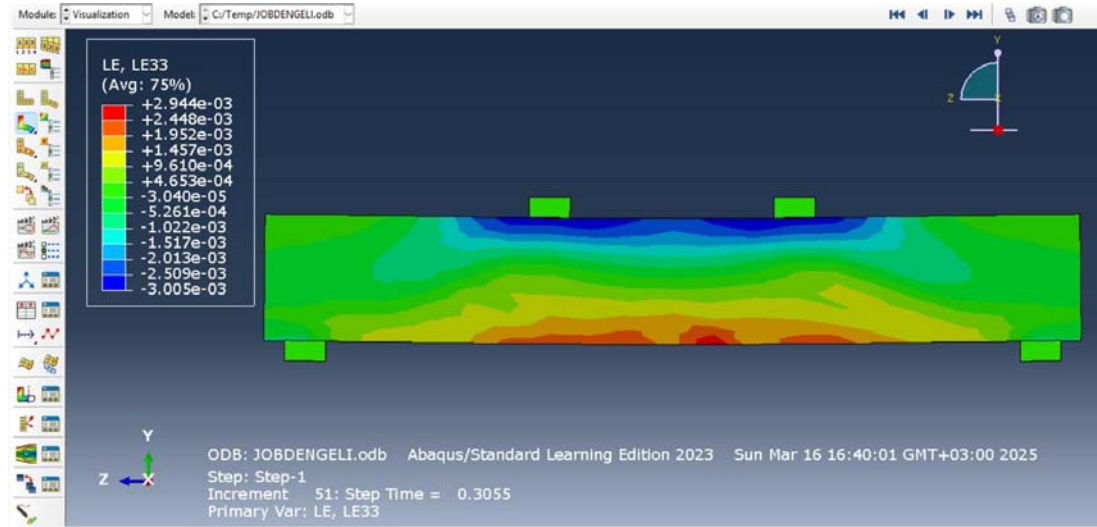 Module: Visualization Model: C:/Temp/JOBDENGELI.odb
LE, LE33
(Avg: 75%)
+2.944e-03
+2.448e-03
+1.952e-03
+1.457e-03
+9.610e-04
+4.653e-04
-3.040e-05
-5.261e-04
-1.022e-03
-1.517e-03
-2.013e-03
-2.509e-03
-3.005e-03
Y
Z
Y
Z X
ODB: JOBDENGELI.odb Abaqus/Standard Learning Edition 2023 Sun Mar 16 16:40:01 GMT+03:00 2025
Step: Step-1
Increment 51: Step Time = 0.3055
Primary Var: LE, LE33